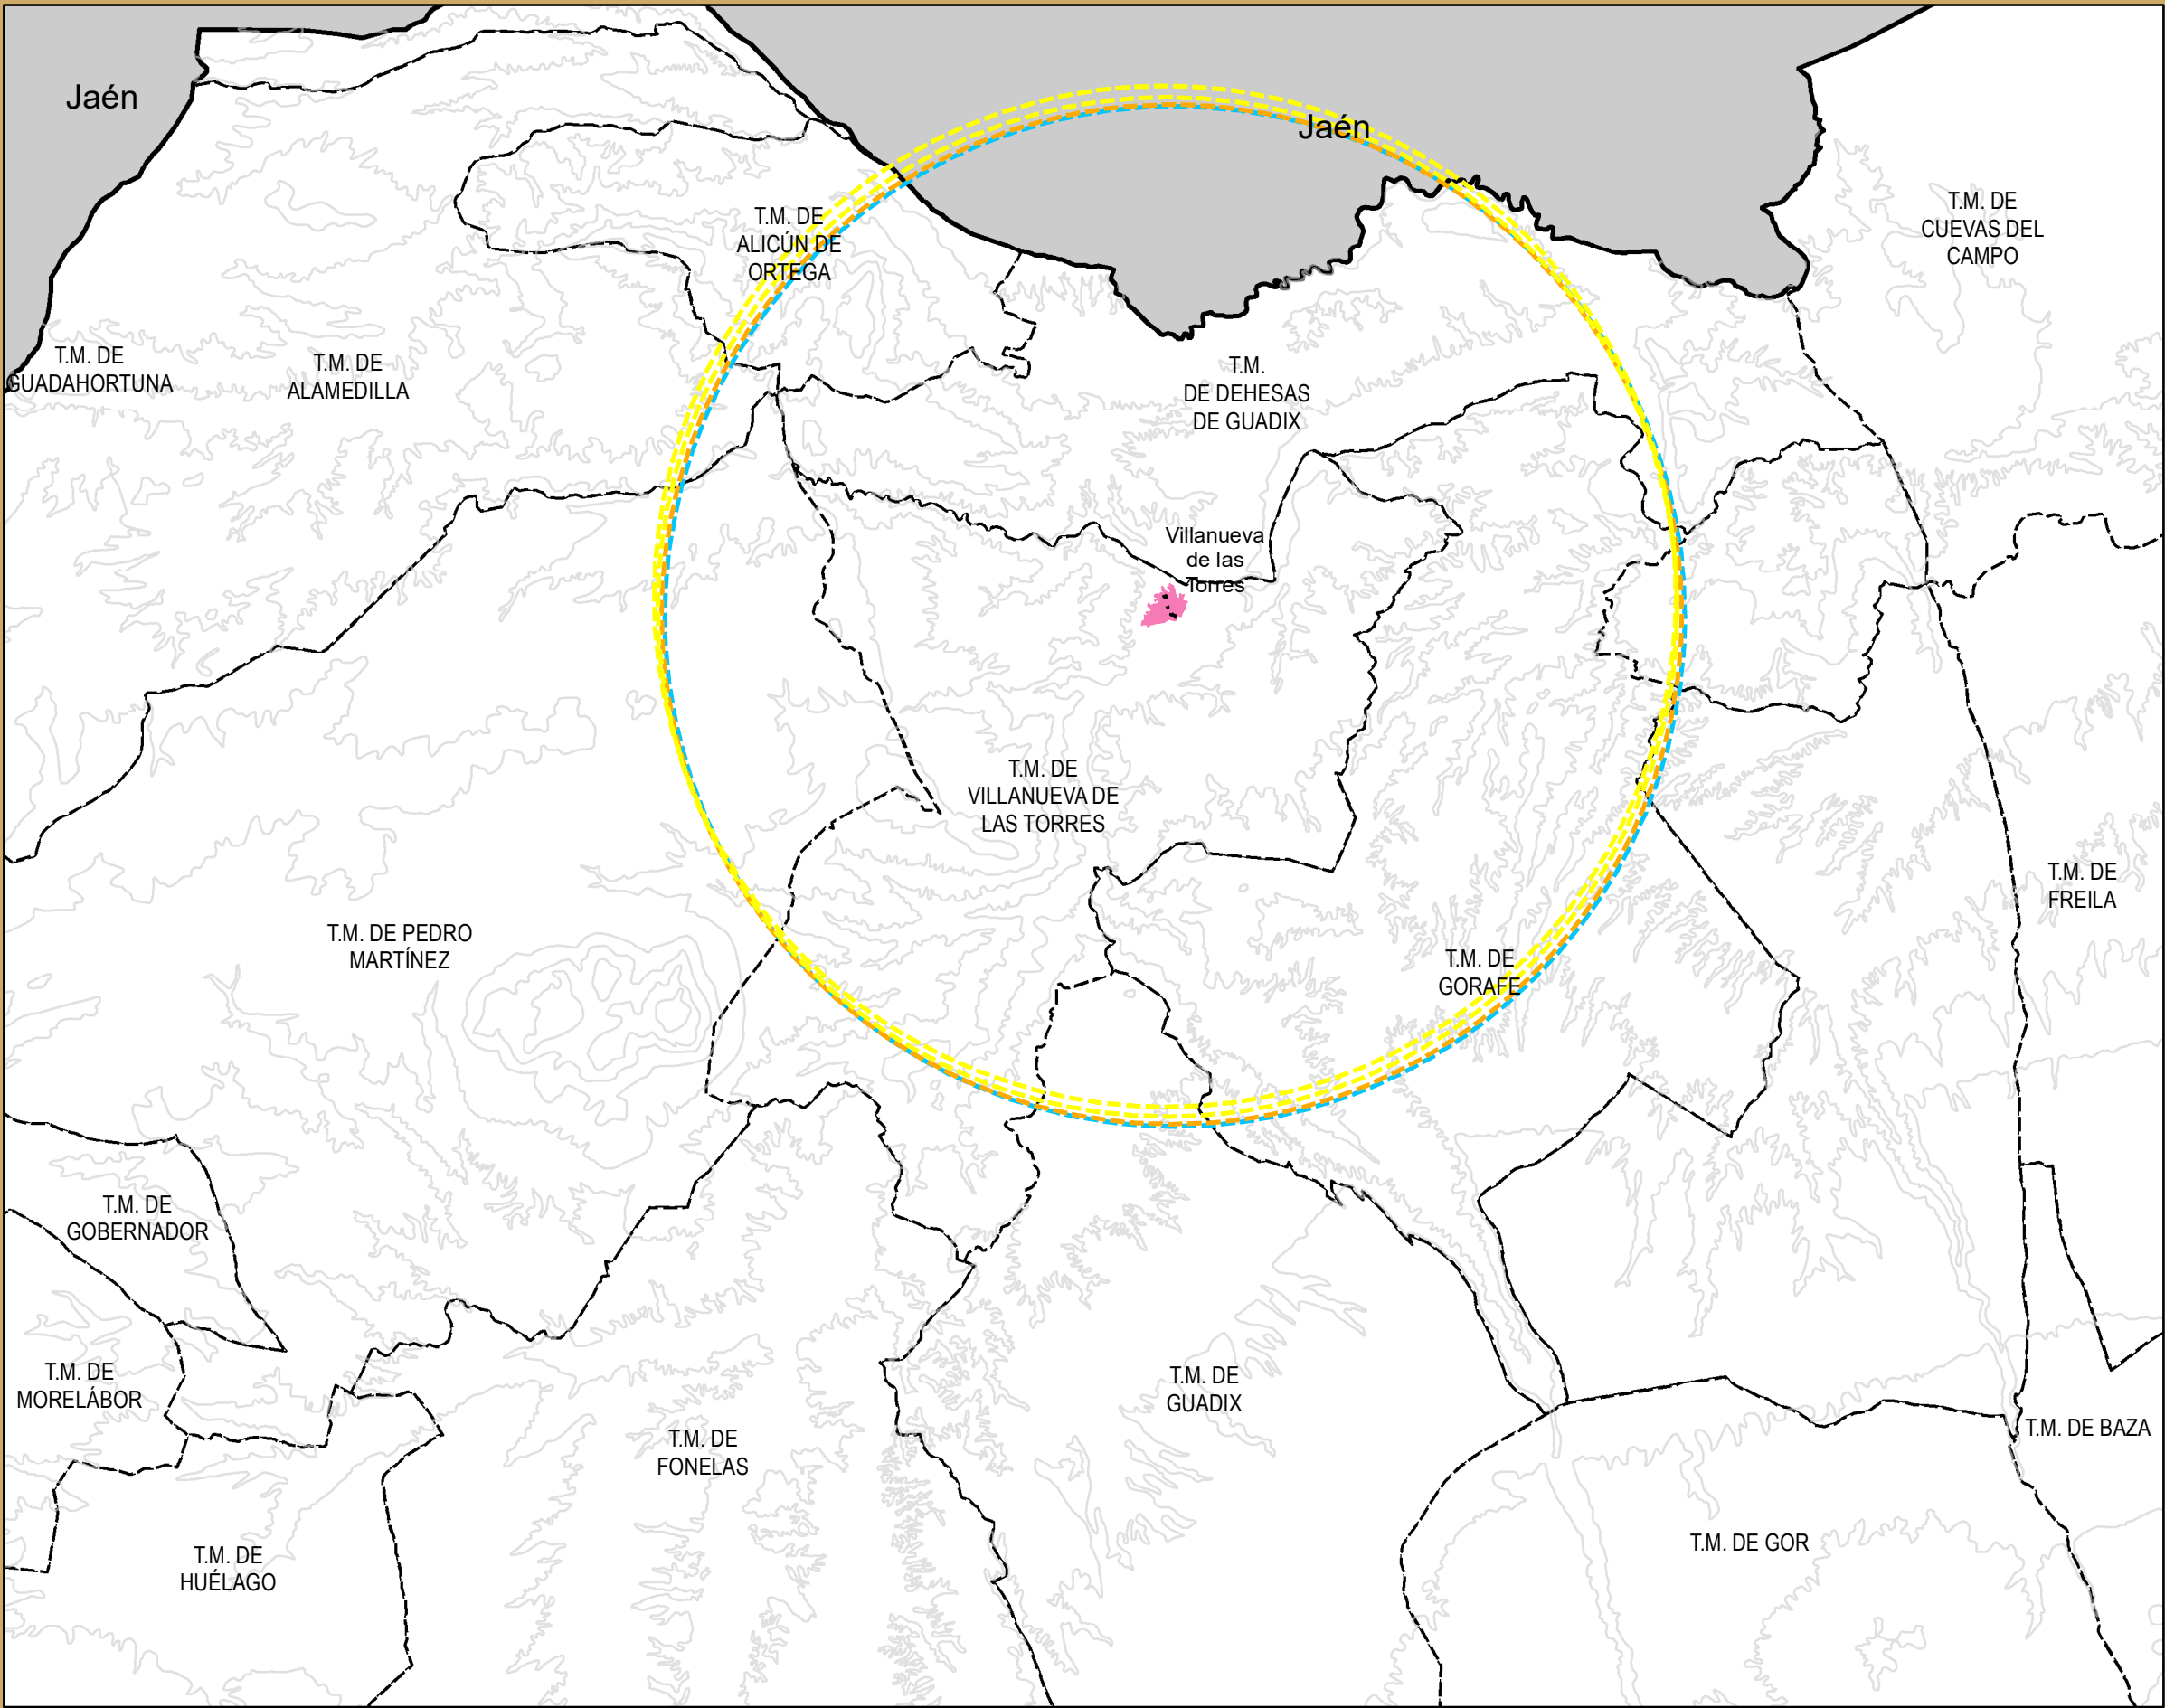 Jaén
Jaén
T.M. DE
CUEVAS DEL
CAMPO
T.M. DE
ALICÚN DE
ORTEGA
T.M. DE
GUADAHORTUNA
T.M. DE
ALAMEDILLA
T.M.
DE DEHESAS
DE GUADIX
Villanueva
de las
Torres
T.M. DE
VILLANUEVA DE
LAS TORRES
T.M. DE
FREILA
T.M. DE PEDRO
MARTÍNEZ
T.M. DE
GORAFE
T.M. DE
GOBERNADOR
T.M. DE
MORELÁBOR
T.M. DE
GUADIX
T.M. DE BAZA
T.M. DE
FONELAS
T.M. DE GOR
T.M. DE
HUÉLAGO